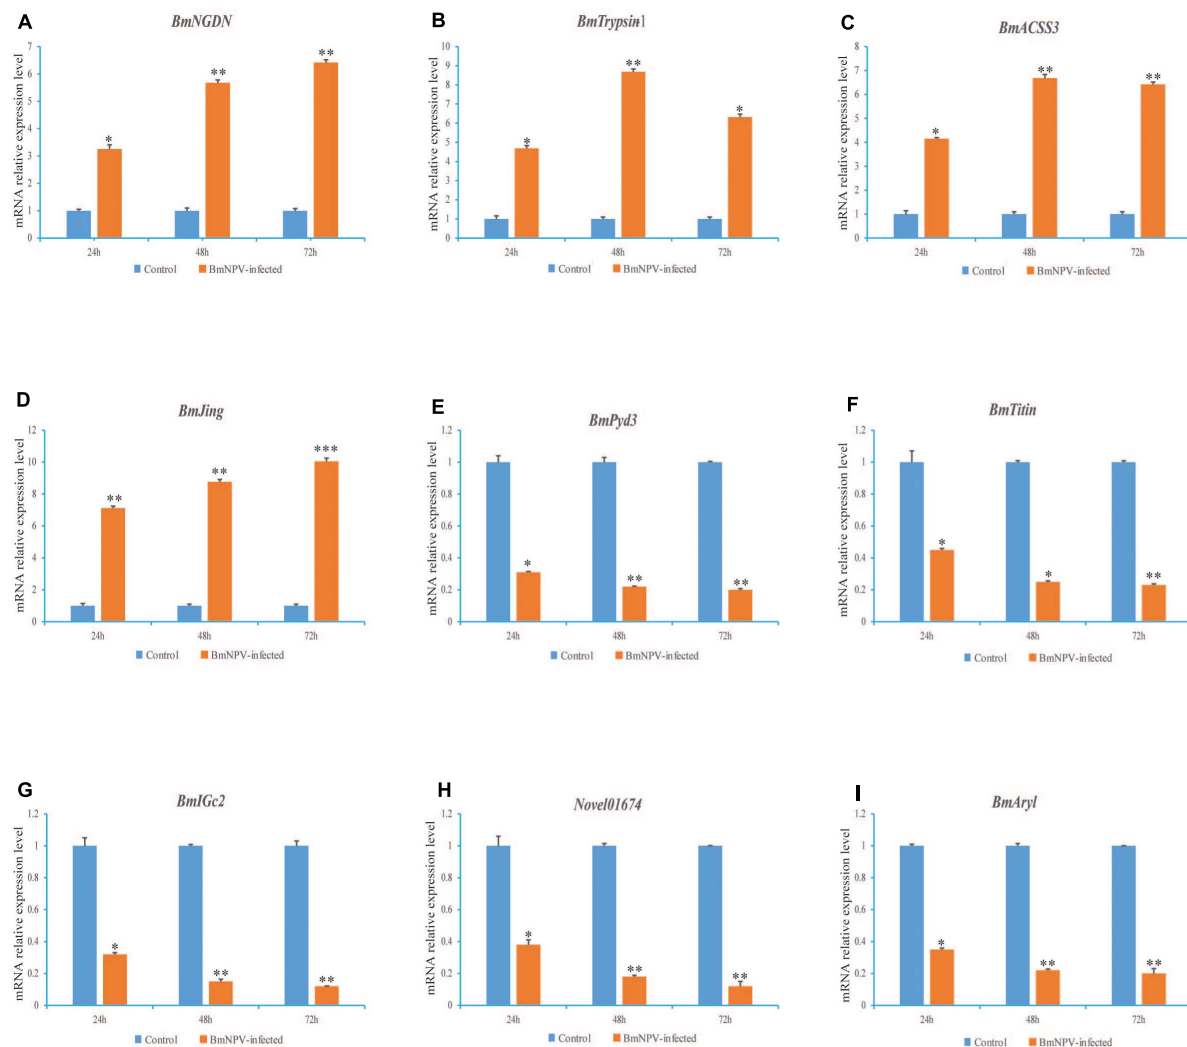 A
BmNGDN
mRNA relative expression level
7
6
5
4
3
2
1
0
*
**
**
24h
48h
72h
Control
BmNPV-infected
B
BmTrypsin1
mRNA relative expression level
10
9
8
7
6
5
4
3
2
1
0
*
**
*
24h
48h
72h
Control
BmNPV-infected
C
BmACSS3
mRNA relative expression level
8
7
6
5
4
3
2
1
0
*
**
**
24h
48h
72h
Control
BmNPV-infected
D
BmJing
mRNA relative expression level
12
10
8
6
4
2
0
**
**
***
24h
48h
72h
Control
BmNPV-infected
E
BmPyd3
mRNA relative expression level
1.2
1
0.8
0.6
0.4
0.2
0
*
**
**
24h
48h
72h
Control
BmNPV-infected
F
BmTitin
mRNA relative expression level
1.2
1
0.8
0.6
0.4
0.2
0
*
*
**
24h
48h
72h
Control
BmNPV-infected
G
BmIGc2
mRNA relative expression level
1.2
1
0.8
0.6
0.4
0.2
0
*
**
**
24h
48h
72h
Control
BmNPV-infected
H
Novel01674
mRNA relative expression level
1.2
1
0.8
0.6
0.4
0.2
0
*
**
**
24h
48h
72h
Control
BmNPV-infected
I
BmAryl
mRNA relative expression level
1.2
1
0.8
0.6
0.4
0.2
0
*
**
**
24h
48h
72h
Control
BmNPV-infected